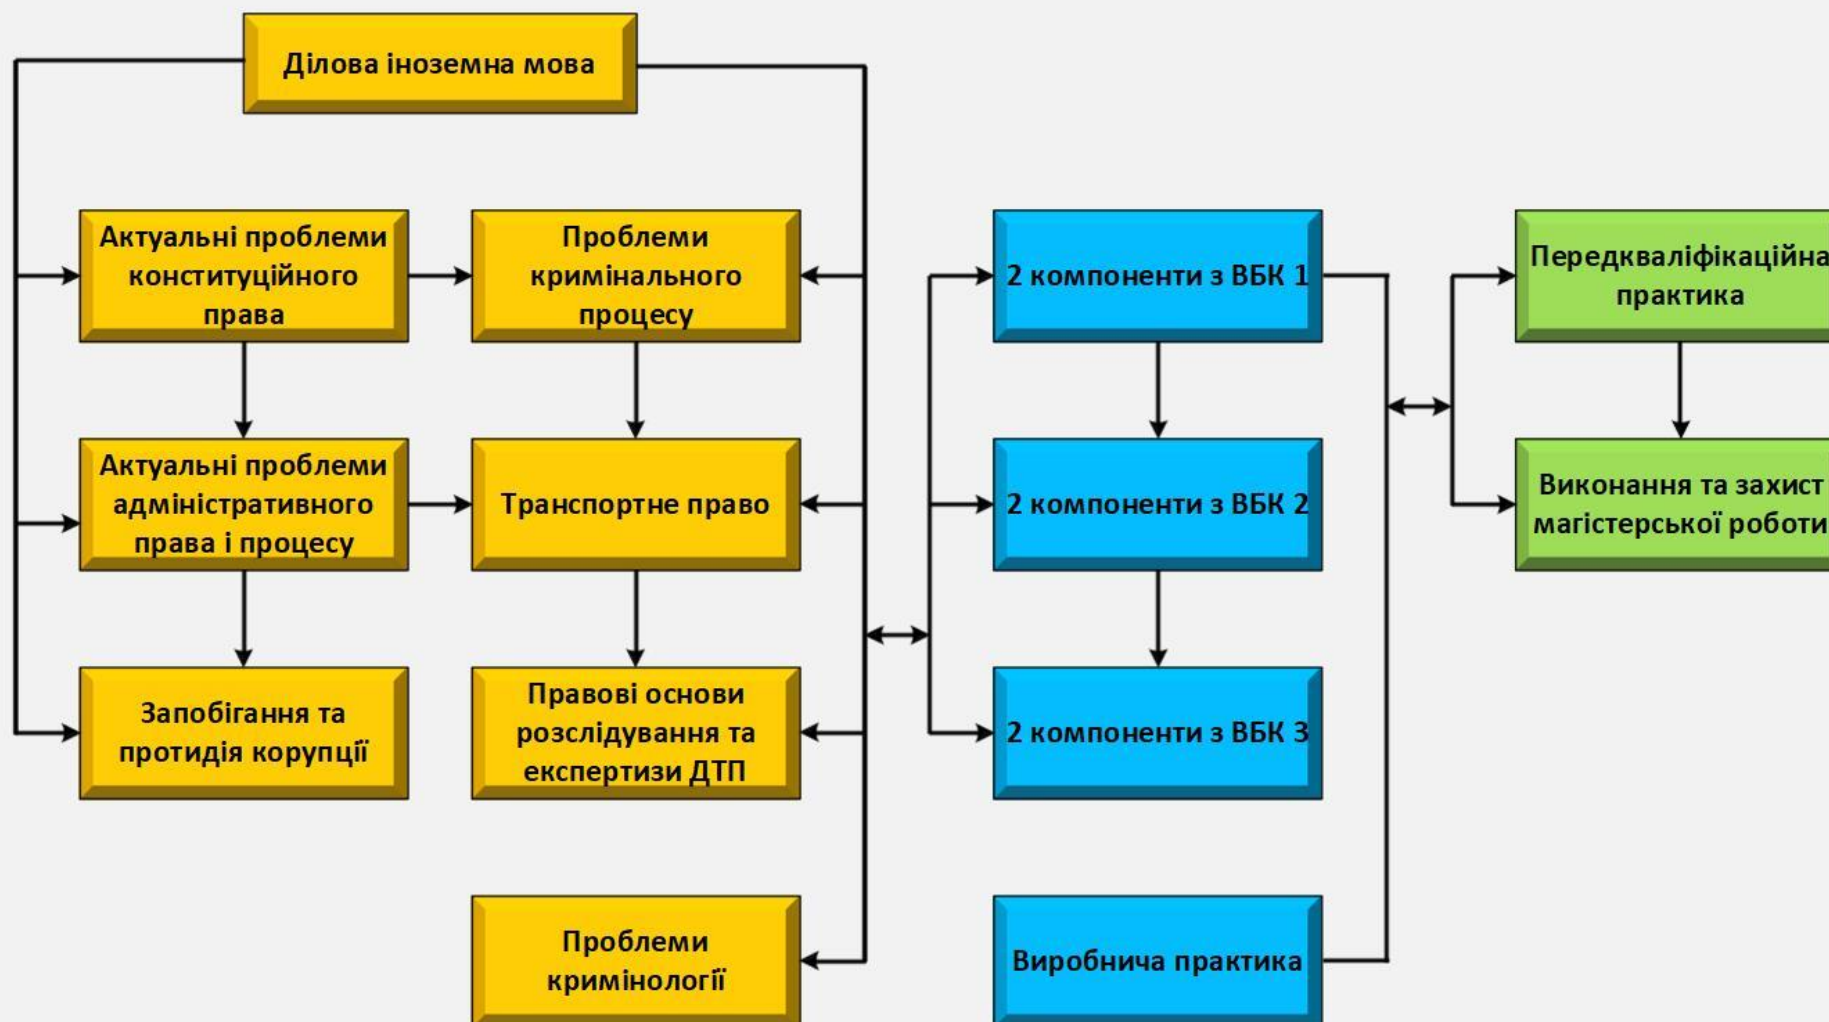 Ділова іноземна мова
Актуальні проблеми
конституційного
права
Проблеми
кримінального
процесу
2 компоненти з ВБК 1
Передкваліфікаційна
практика
Актуальні проблеми
адміністративного
права і процесу
Транспортне право
2 компоненти з ВБК 2
Виконання та захист
магістерської роботи
Запобігання та
протидія корупції
Правові основи
розслідування та
експертизи ДТП
2 компоненти з ВБК 3
Проблеми
кримінології
Виробнича практика